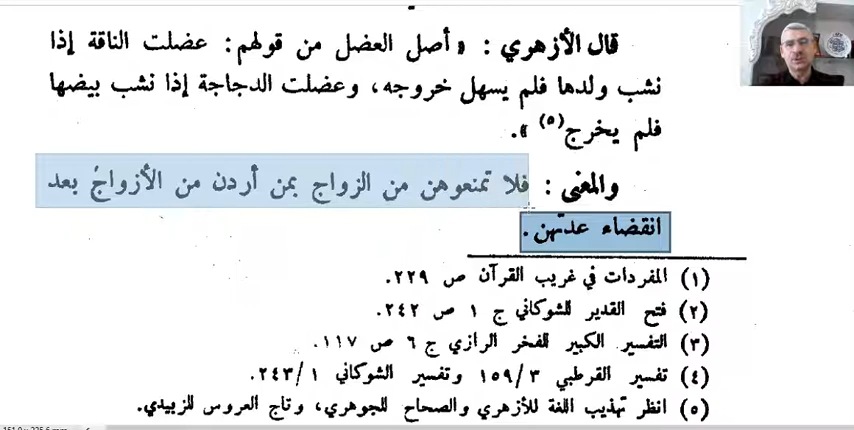 قال الأزهري : « أصل العضل من قولهم : عضلت الناقة إذا
نشب ولدها فلم يسهل خروجه ، وعضلت الدجاجة إذا نشب بيضها
فلم يخرج(٥) » .
والمعنى : فلا تمنعوهن من الزواج بمن أردن من الأزواج بعد
انقضاء عدتهن .
(١) المفردات في غريب القرآن ص ٢٢٩ .
(٢) فتح القدير للشوكاني ج ١ ص ٢٤٢ .
(٣) التفسير الكبير للفخر الرازي ج ٦ ص ١١٧ .
(٤) تفسير القرطبي ٣/ ١٥٩ وتفسير الشوكاني ١ /٢٤٣ .
(٥) انظر تهذيب اللغة للأزهري والصحاح للجوهري ، وتاج العروس للزبيدي .